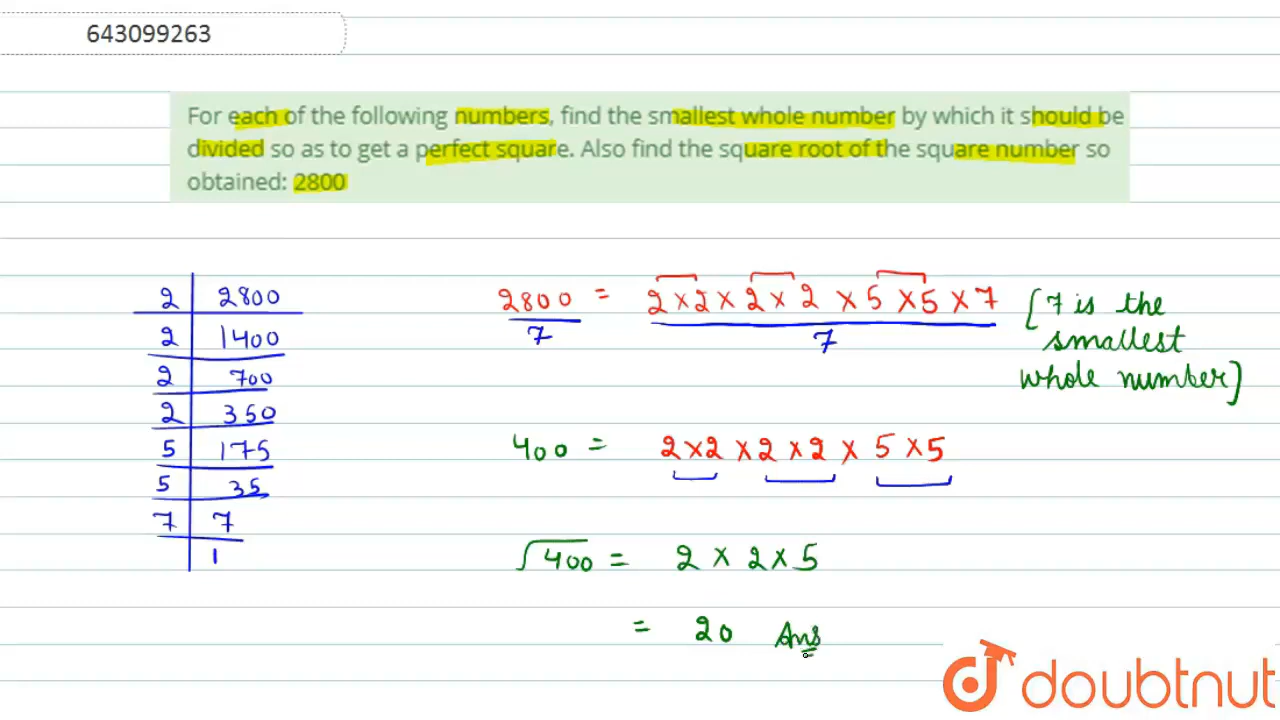 643099263
For each of the following numbers, find the smallest whole number by which it should be
divided so as to get a perfect square. Also find the square root of the square number so
obtained: 2800
2 | 2800
2 | 1400
2 | 700
2 | 350
5 | 175
5 | 35
7 | 7
1
2800/7 = 2×2×2×2×5×5×7/7
[7 is the
smallest
whole number]
400 = 2×2×2×2×5×5
√400 = 2×2×5
= 20 Ans
doubtnut